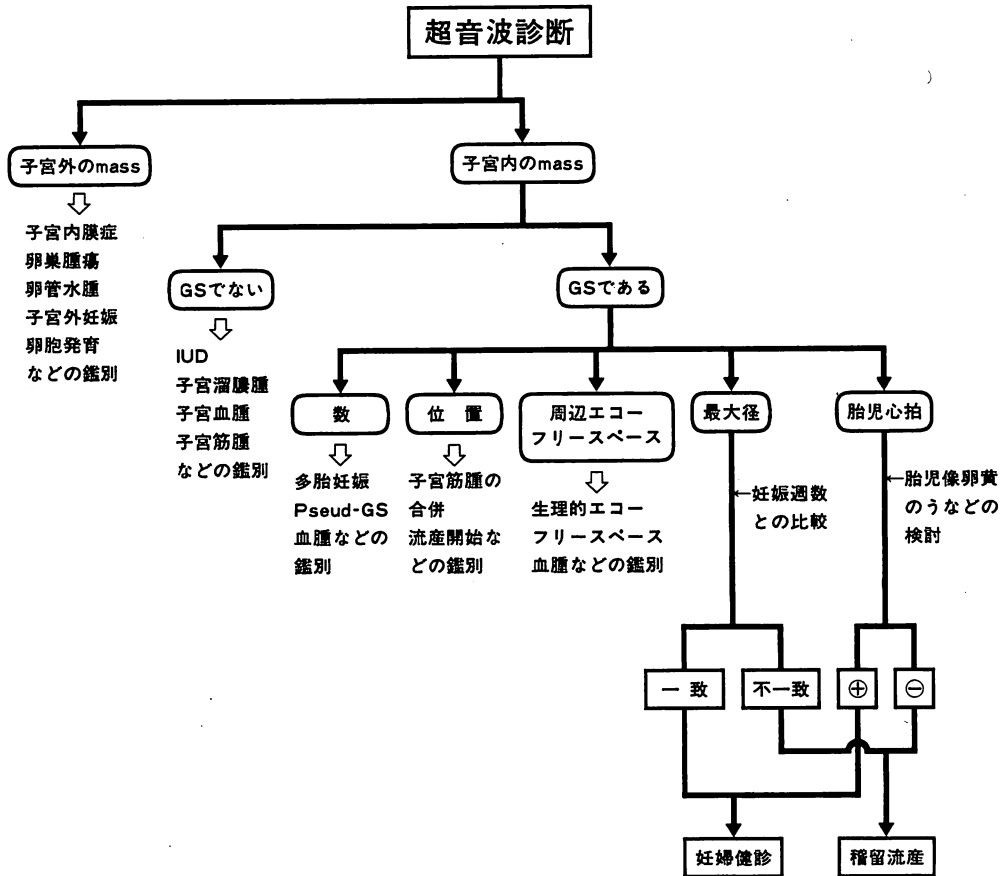 超音波診断
子宮外のmass
子宮内のmass
子宮内膜症
卵巣腫瘍
卵管水腫
子宮外妊娠
卵胞発育
などの鑑別
GSでない
GSである
IUD
子宮溜膿腫
子宮血腫
子宮筋腫
などの鑑別
数
位 置
周辺エコー
フリースペース
最大径
胎児心拍
多胎妊娠
Pseud-GS
血腫などの
鑑別
子宮筋腫の
合併
流産開始な
どの鑑別
生理的エコー
フリースペース
血腫などの鑑別
妊娠週数
との比較
胎児像卵黄
のうなどの
検討
一 致
不一致
⊕
⊖
妊婦健診
稽留流産